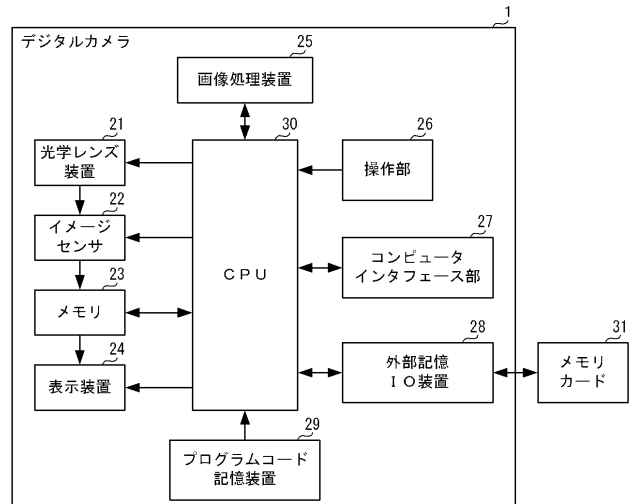 1
デジタルカメラ
25
画像処理装置
21
光学レンズ
装置
30
26
操作部
22
イメージ
センサ
27
コンピュータ
インタフェース部
CPU
23
メモリ
28
外部記憶
IO装置
31
メモリ
カード
24
表示装置
29
プログラムコード
記憶装置